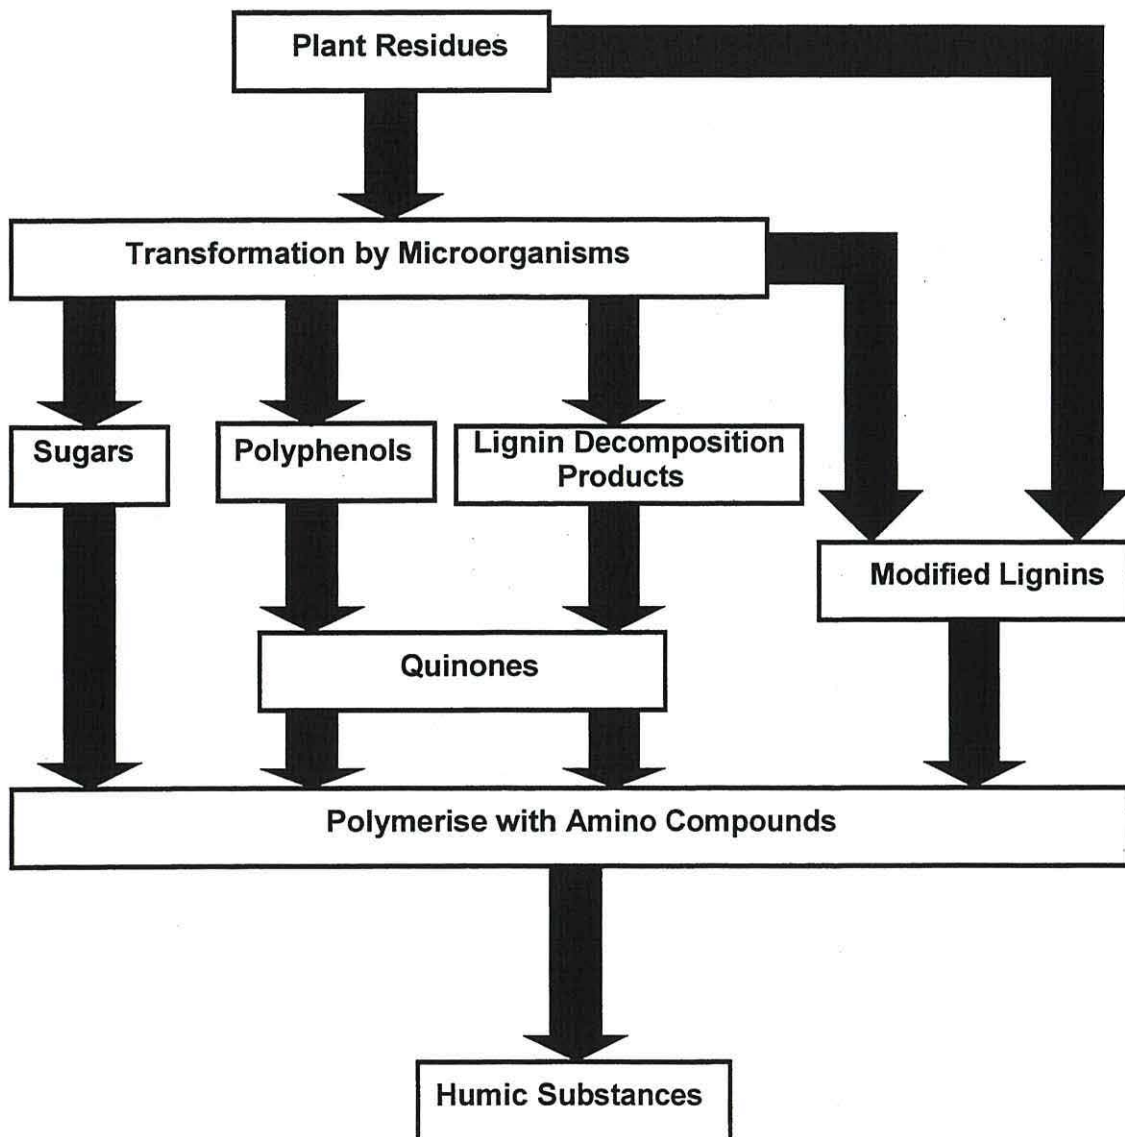 Plant Residues
Transformation by Microorganisms
Sugars
Polyphenols
Lignin Decomposition
Products
Modified Lignins
Quinones
Polymerise with Amino Compounds
Humic Substances